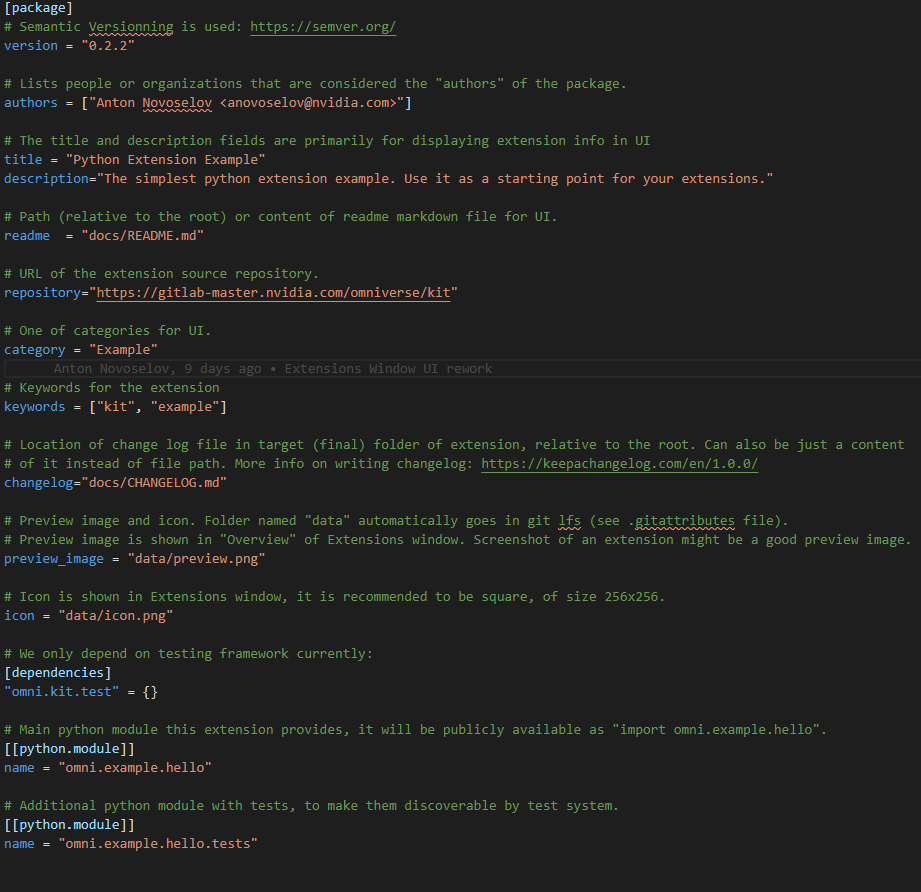 [package]
# Semantic Versionning is used: https://semver.org/
version = "0.2.2"
# Lists people or organizations that are considered the "authors" of the package.
authors = ["Anton Novoselov <anovoselov@nvidia.com>"]
# The title and description fields are primarily for displaying extension info in UI
title = "Python Extension Example"
description="The simplest python extension example. Use it as a starting point for your extensions."
# Path (relative to the root) or content of readme markdown file for UI.
readme  = "docs/README.md"
# URL of the extension source repository.
repository="https://gitlab-master.nvidia.com/omniverse/kit"
# One of categories for UI.
category = "Example"
Anton Novoselov, 9 days ago • Extensions Window UI rework
# Keywords for the extension
keywords = ["kit", "example"]
# Location of change log file in target (final) folder of extension, relative to the root. Can also be just a content
# of it instead of file path. More info on writing changelog: https://keepachangelog.com/en/1.0.0/
changelog="docs/CHANGELOG.md"
# Preview image and icon. Folder named "data" automatically goes in git lfs (see .gitattributes file).
# Preview image is shown in "Overview" of Extensions window. Screenshot of an extension might be a good preview image.
preview_image = "data/preview.png"
# Icon is shown in Extensions window, it is recommended to be square, of size 256x256.
icon = "data/icon.png"
# We only depend on testing framework currently:
[dependencies]
"omni.kit.test" = {}
# Main python module this extension provides, it will be publicly available as "import omni.example.hello".
[[python.module]]
name = "omni.example.hello"
# Additional python module with tests, to make them discoverable by test system.
[[python.module]]
name = "omni.example.hello.tests"